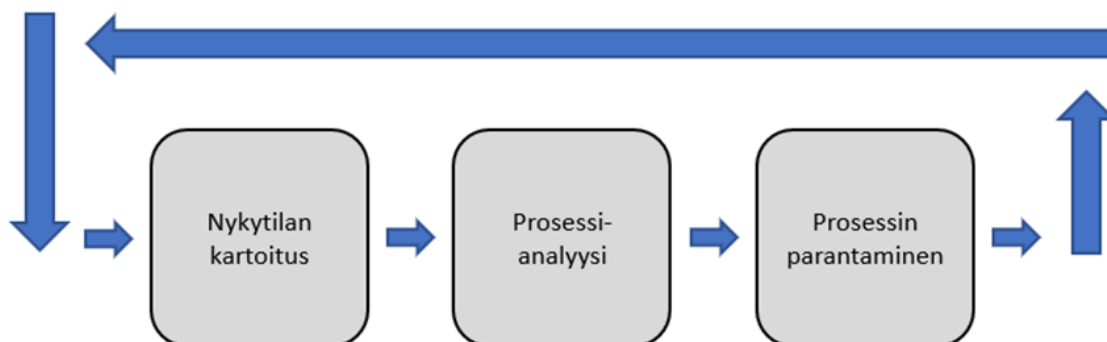 Nykytilan
kartoitus
Prosessi-
analyysi
Prosessin
parantaminen